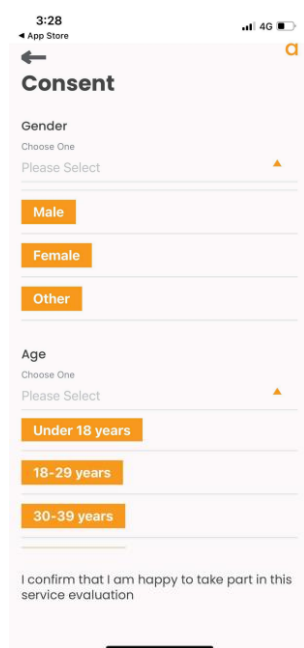 3:28
4G
◄ App Store
a
Consent
Gender
Choose One
Please Select
Male
Female
Other
Age
Choose One
Please Select
Under 18 years
18-29 years
30-39 years
I confirm that I am happy to take part in this
service evaluation